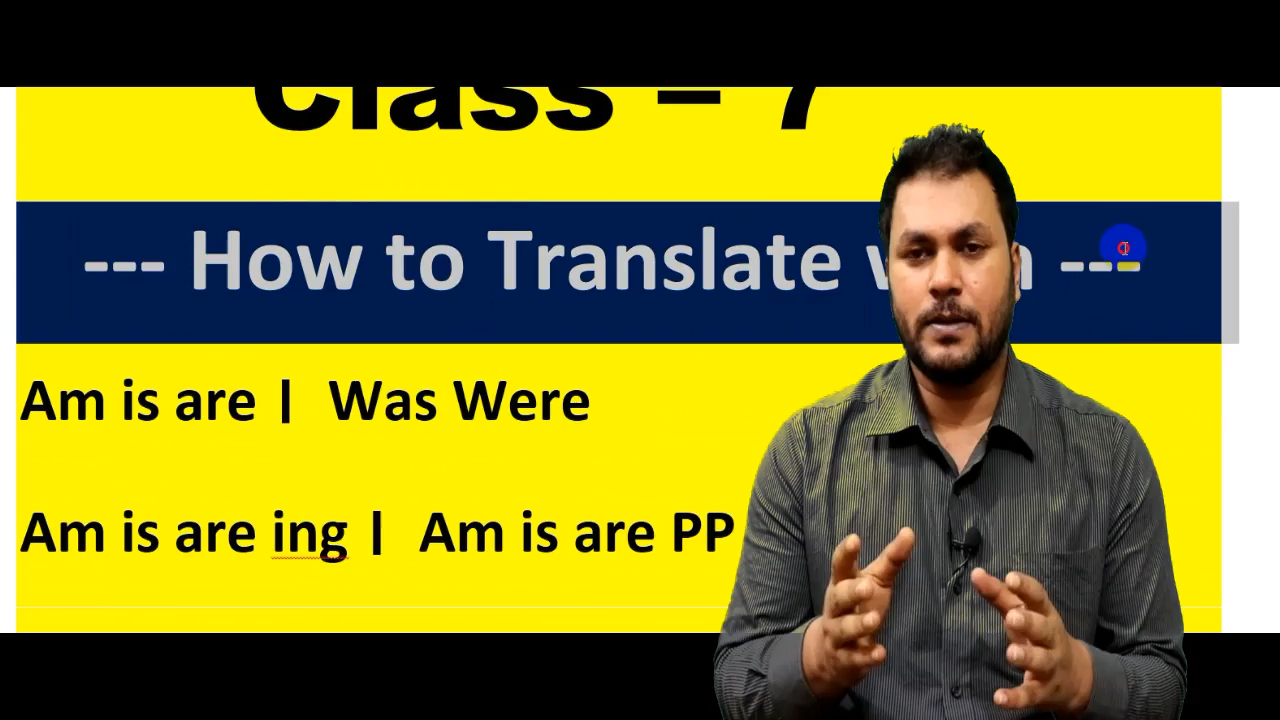 Class – 7
--- How to Translate ---
Am is are | Was Were
Am is are ing | Am is are PP